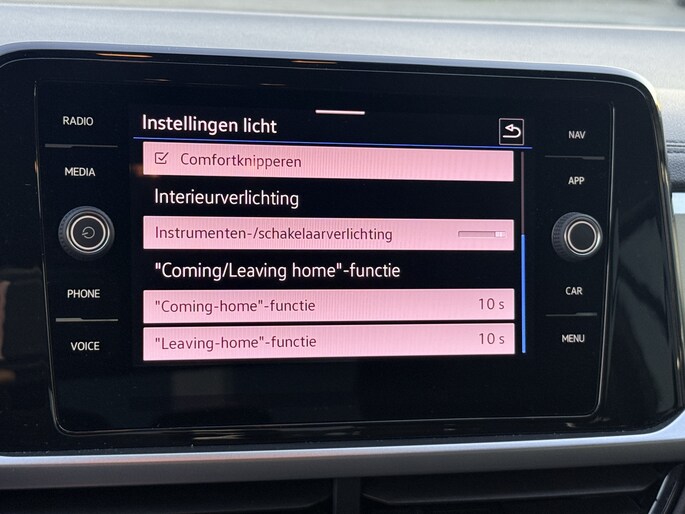 RADIO
MEDIA
PHONE
VOICE
Instellingen licht
Comfortknipperen
Interieurverlichting
Instrumenten-/schakelaarverlichting
"Coming/Leaving home"-functie
"Coming-home"-functie 10 s
"Leaving-home"-functie 10 s
NAV
APP
CAR
MENU